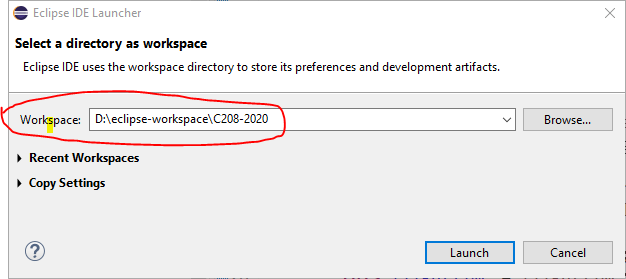 Eclipse IDE Launcher
Select a directory as workspace
Eclipse IDE uses the workspace directory to store its preferences and development artifacts.
Workspace: D:\eclipse-workspace\C208-2020 Browse...
Recent Workspaces
Copy Settings
? Launch Cancel